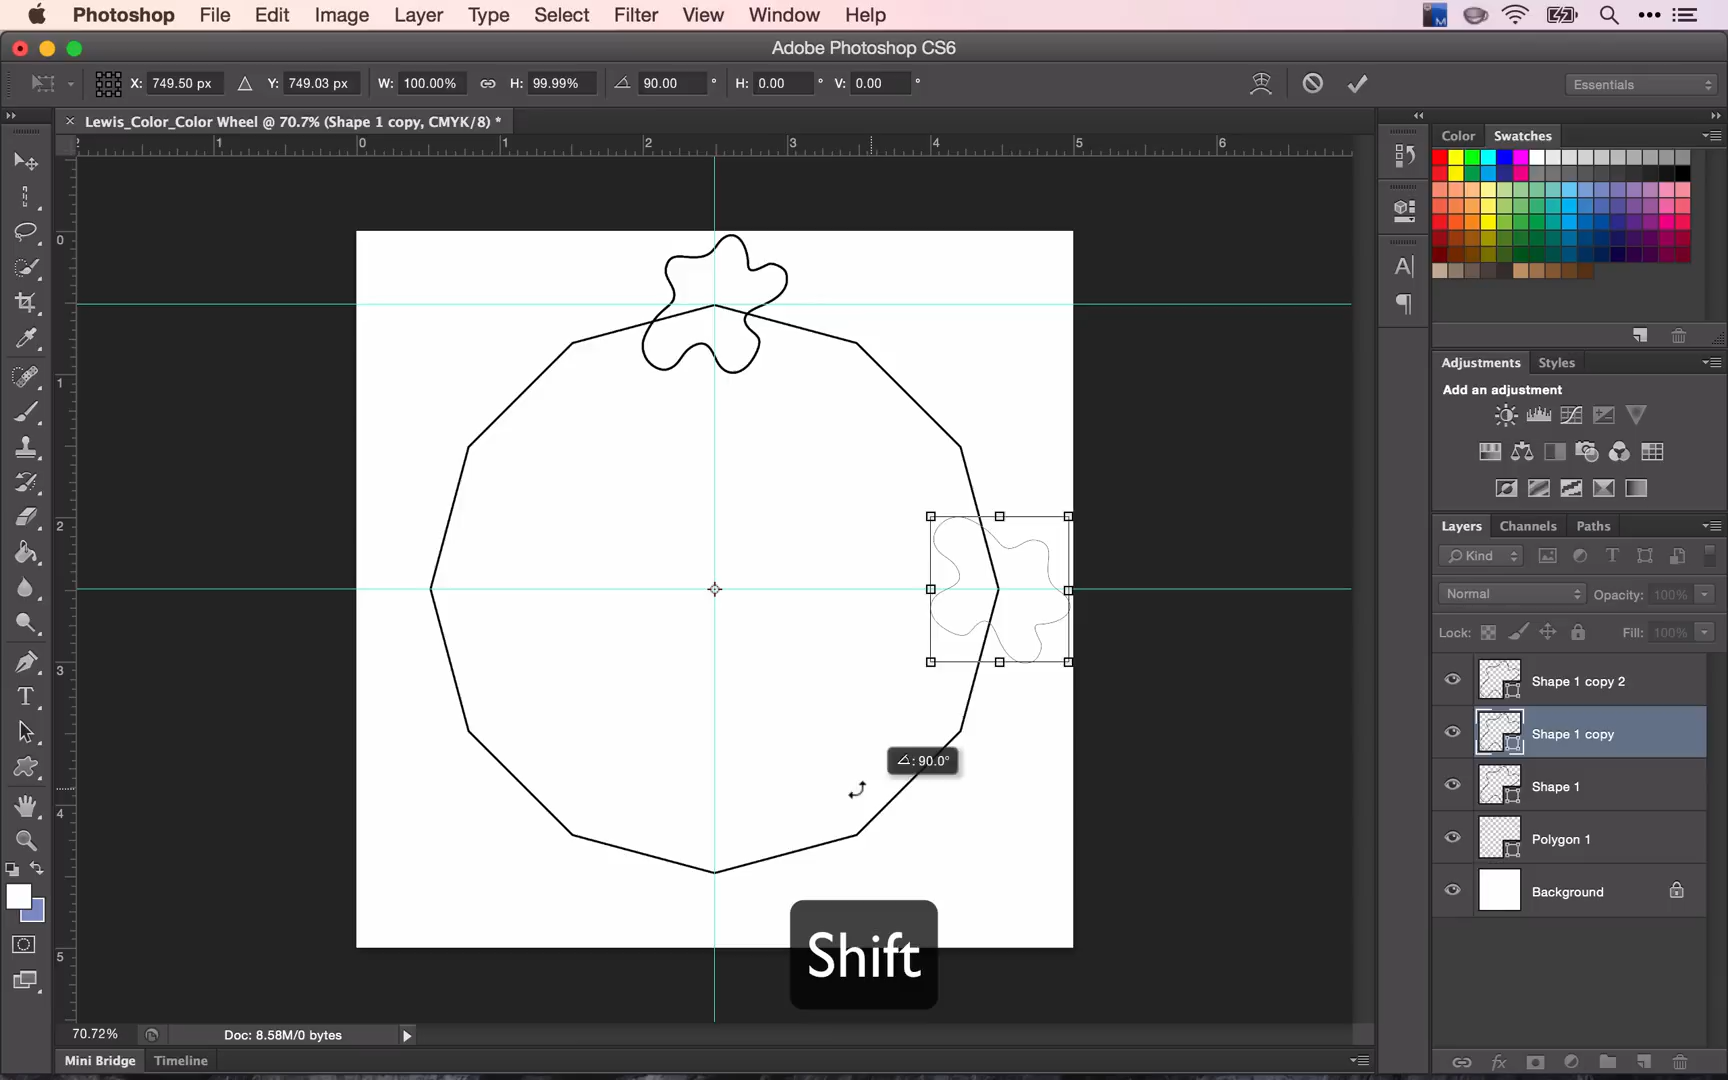 Photoshop File Edit Image Layer Type Select Filter View Window Help
Adobe Photoshop CS6
X: 749.50 px Y: 749.03 px W: 100.00% H: 99.99% 90.00 ° H: 0.00 ° V: 0.00 ° Essentials
Lewis_Color_Color Wheel @ 70.7% (Shape 1 copy, CMYK/8) *
Color Swatches
1 0 1 2 3 4 5 6
0
1
2
3
4
5
Adjustments Styles
Add an adjustment
Layers Channels Paths
Kind
Normal Opacity: 100%
Lock: Fill: 100%
Shape 1 copy 2
Shape 1 copy
Shape 1
Polygon 1
Background
: 90.0°
Shift
70.72% Doc: 8.58M/0 bytes
Mini Bridge Timeline